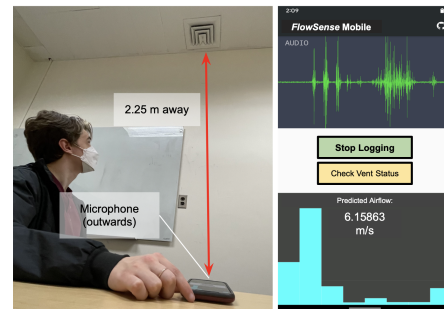 2.25 m away
Microphone
(outwards)
2:09
FlowSense Mobile
AUDIO
Stop Logging
Check Vent Status
Predicted Airflow:
6.15863
m/s